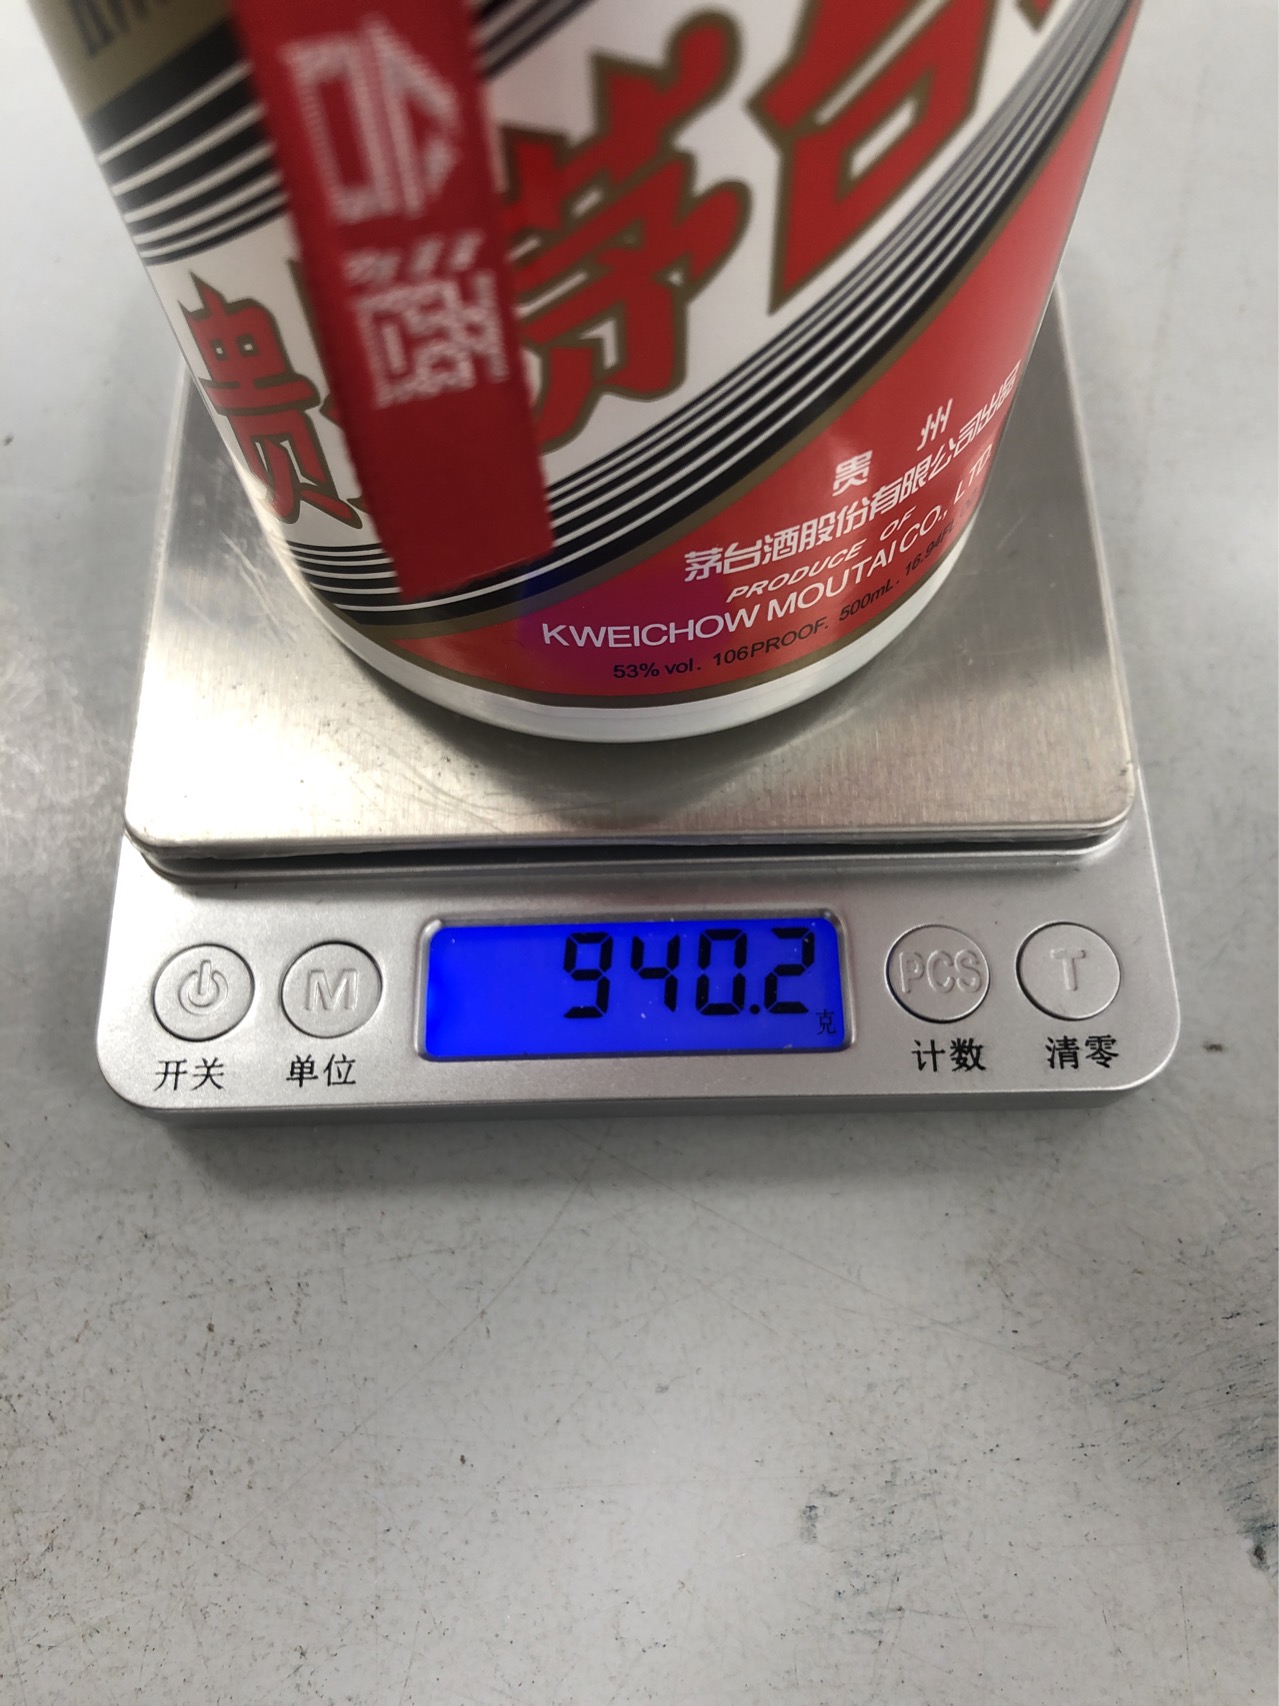 贵
茅台
贵州
茅台酒股份有限公司出品
PRODUCE OF
KWEICHOW MOUTAI CO., LTD
53% vol. 106PROOF. 500mL. 16.94FL
940.2
克
M
PCS
T
开关
单位
计数
清零